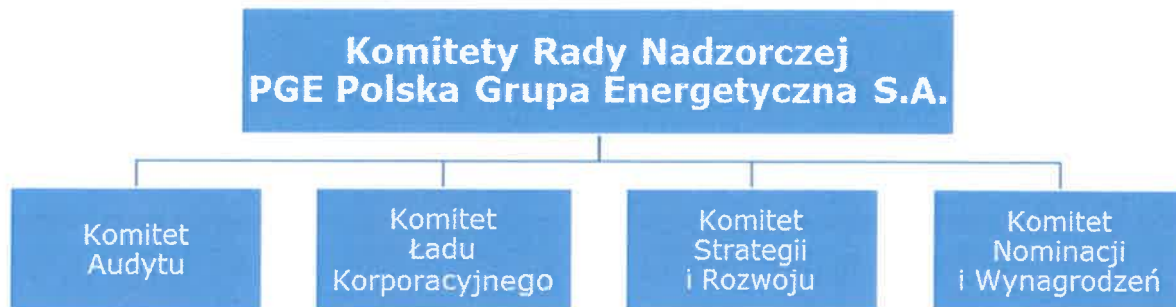 Komitety Rady Nadzorczej
PGE Polska Grupa Energetyczna S.A.
Komitet
Audytu
Komitet
Ładu
Korporacyjnego
Komitet
Strategii
i Rozwoju
Komitet
Nominacji
i Wynagrodzeń